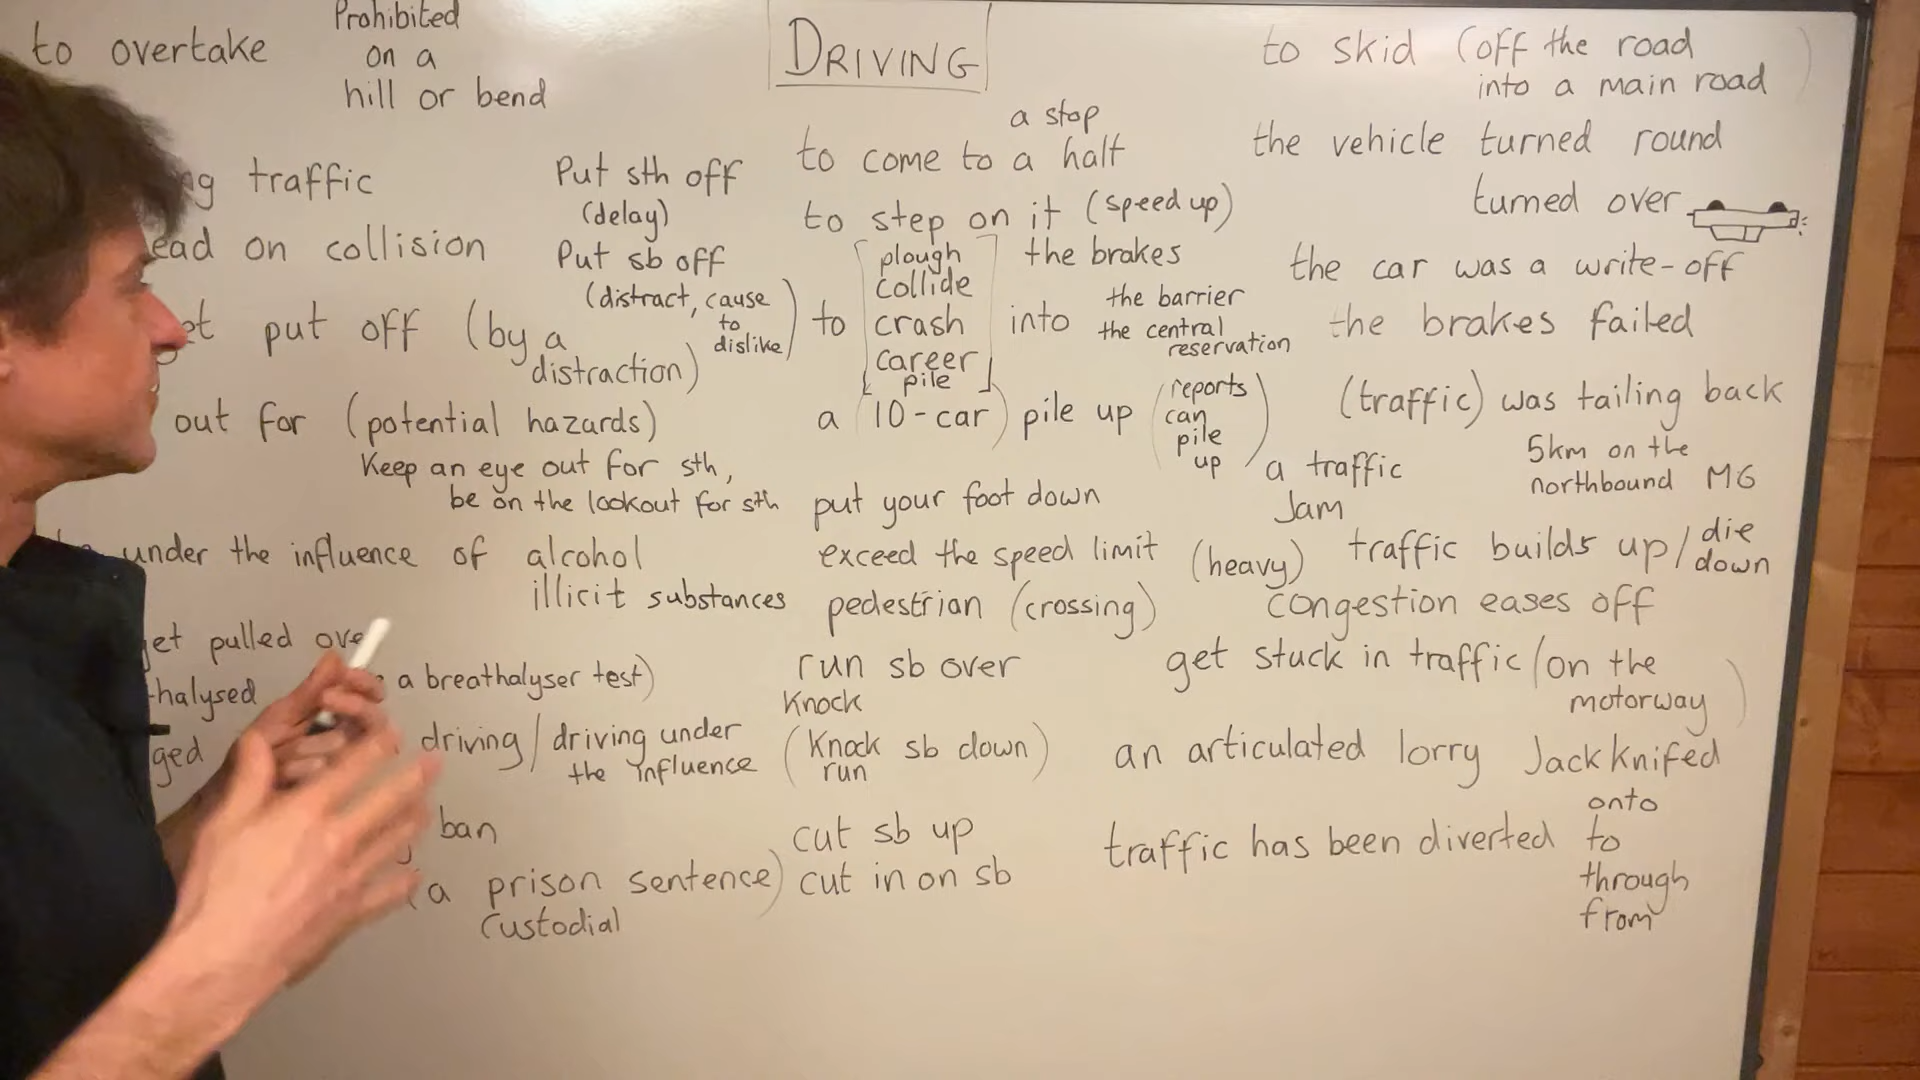 DRIVING
to overtake
Prohibited
on a
hill or bend
traffic
on collision
put off (by a
distraction)
Put sth off
(delay)
Put sb off
(distract, cause
to
dislike)
out for (potential hazards)
Keep an eye out for sth,
be on the lookout for sth
under the influence of alcohol
illicit substances
pulled
a breathalyser test)
driving / driving under
the influence
ban
(a prison sentence)
Custodial
a stop
to come to a halt
to step on it (speed up)
the brakes
plough
collide
to crash into
career
pile
the barrier
the central
reservation
a (10-car) pile up
(reports
can
pile
up)
put your foot down
exceed the speed limit
pedestrian (crossing)
run sb over
Knock
(Knock sb down)
run
cut sb up
cut in on sb
to skid (off the road
into a main road)
the vehicle turned round
turned over
the car was a write-off
the brakes failed
(traffic) was tailing back
5km on the
northbound M6
a traffic
Jam
(heavy) traffic builds up / die
down
congestion eases off
get stuck in traffic (on the
motorway)
an articulated lorry Jackknifed
traffic has been diverted
onto
to
through
from